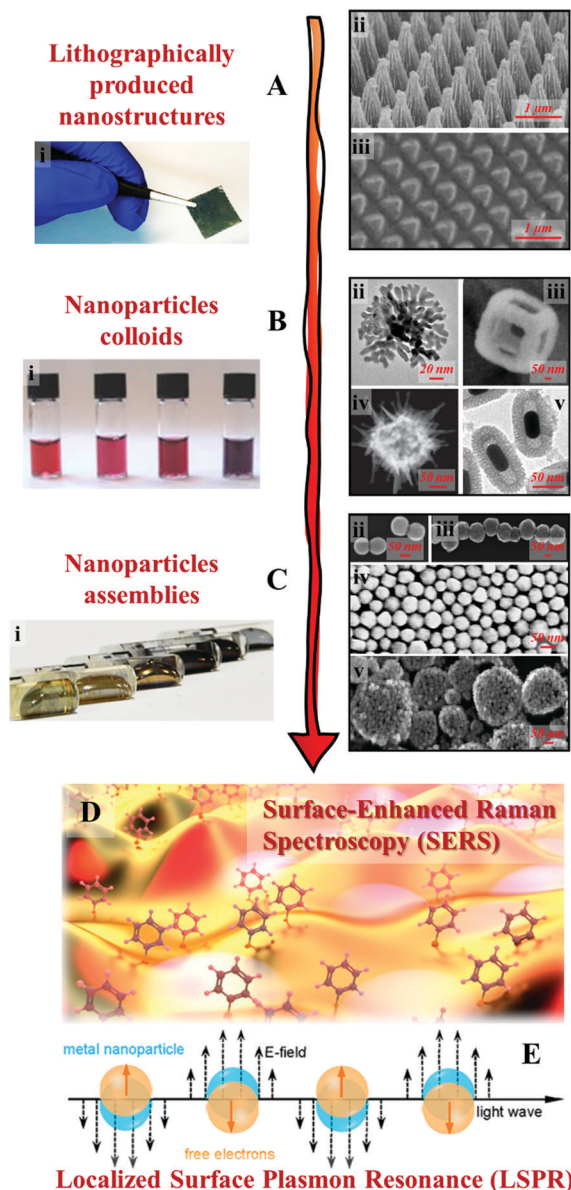 Lithographically
produced
nanostructures
A
i
ii
1 µm
iii
1 µm
Nanoparticles
colloids
B
i
ii
20 nm
iii
50 nm
iv
50 nm
v
50 nm
Nanoparticles
assemblies
C
i
ii
50 nm
iii
50 nm
iv
50 nm
v
50 nm
D
Surface-Enhanced Raman
Spectroscopy (SERS)
metal nanoparticle
E-field
E
light wave
free electrons
Localized Surface Plasmon Resonance (LSPR)